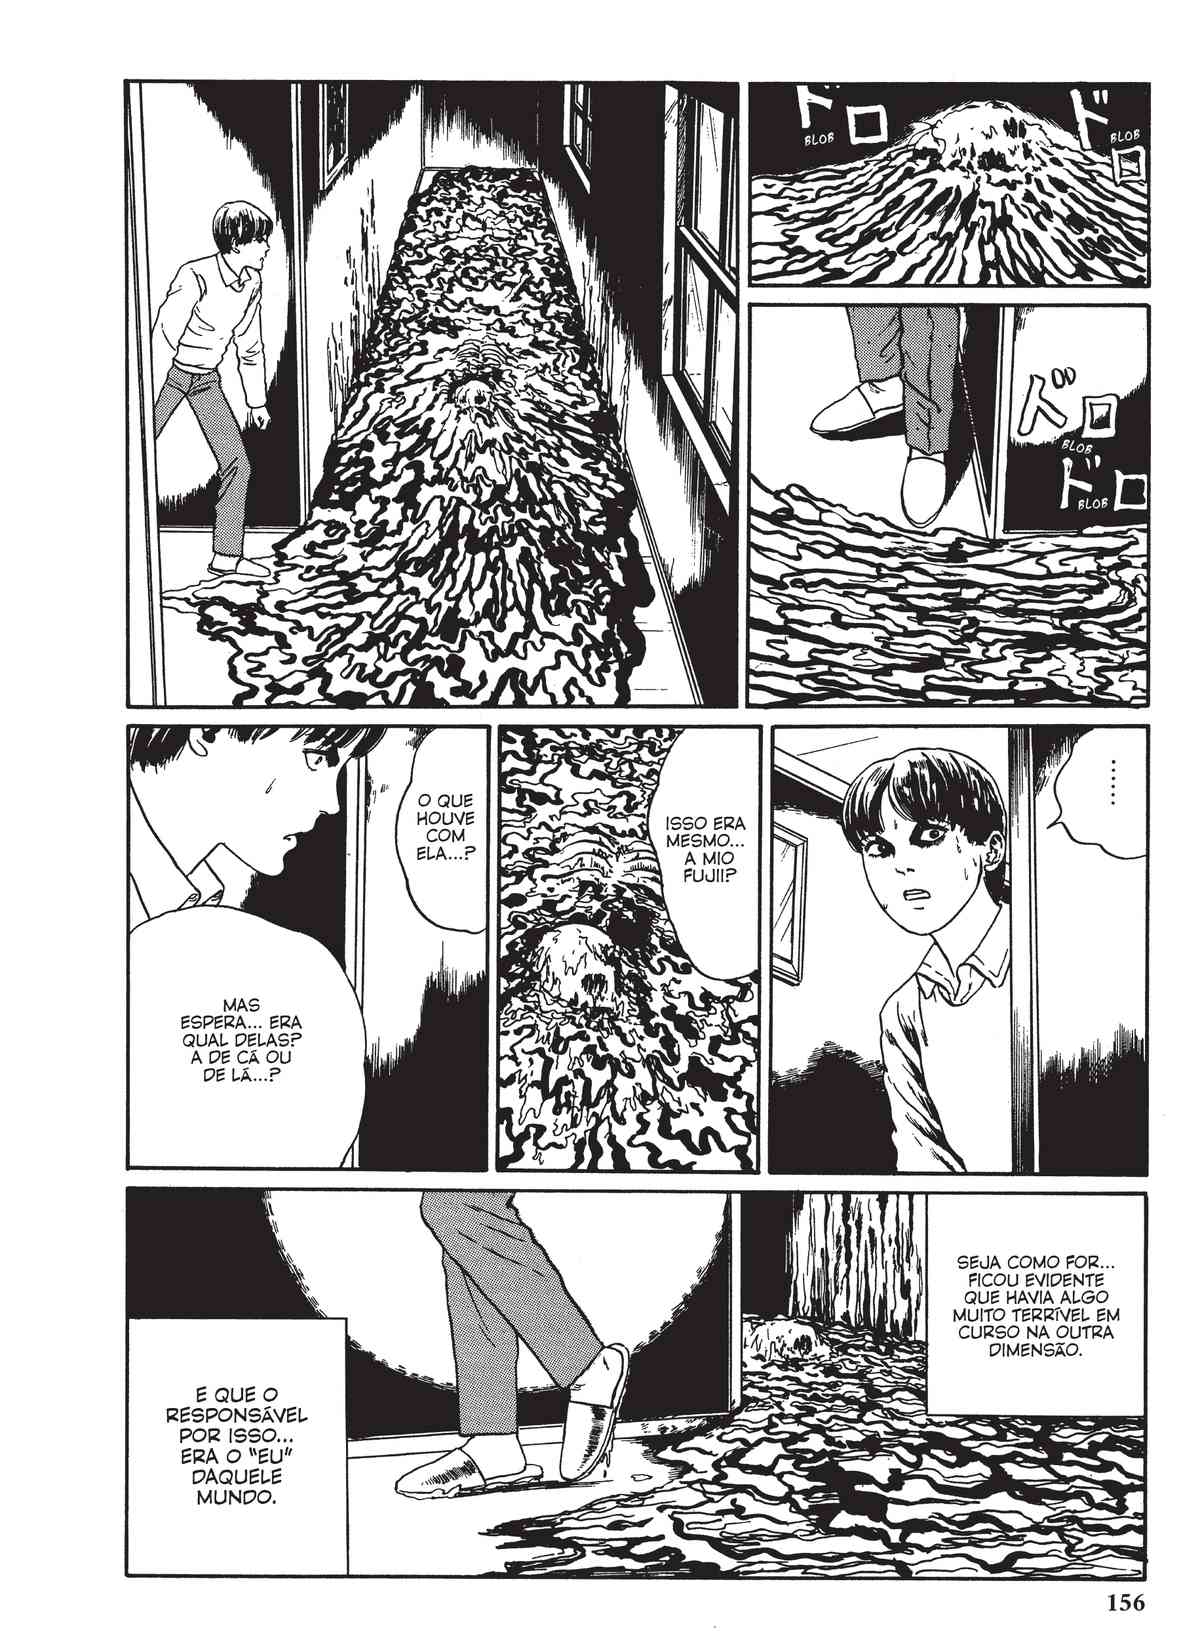 ドロ
BLOB
ドロ
BLOB
ドロ
BLOB
ドロ
BLOB
........
ISSO ERA
MESMO...
A MIO
FUJII?
O QUE
HOUVE
COM
ELA...?
MAS
ESPERA... ERA
QUAL DELAS?
A DE CÁ OU
DE LÁ...?
SEJA COMO FOR...
FICOU EVIDENTE
QUE HAVIA ALGO
MUITO TERRÍVEL EM
CURSO NA OUTRA
DIMENSÃO.
E QUE O
RESPONSÁVEL
POR ISSO...
ERA O "EU"
DAQUELE
MUNDO.
156